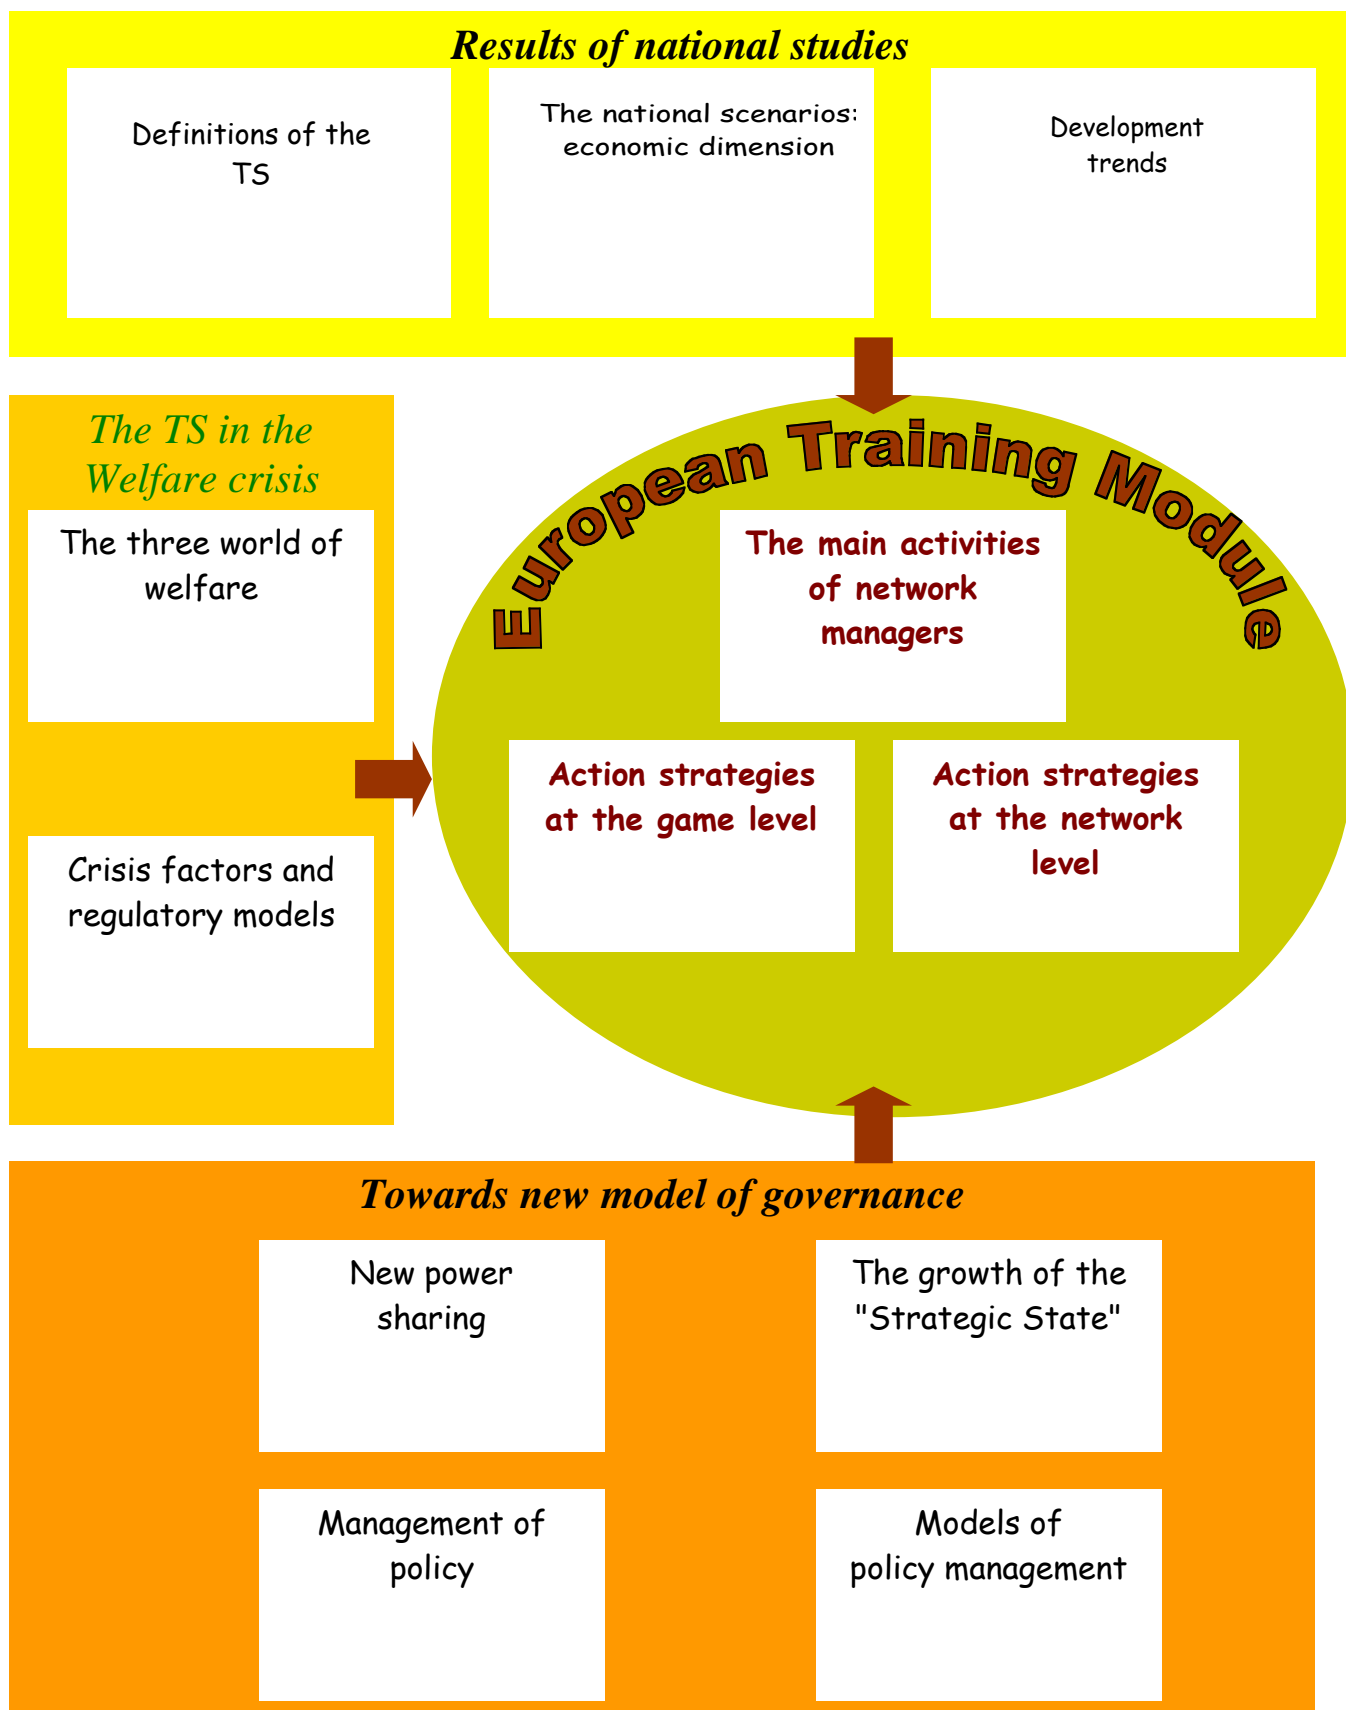 Results of national studies
Definitions of the
TS
The national scenarios:
economic dimension
Development
trends
The TS in the
Welfare crisis
The three world of
welfare
Crisis factors and
regulatory models
European Training Module
The main activities
of network
managers
Action strategies
at the game level
Action strategies
at the network
level
Towards new model of governance
New power
sharing
The growth of the
"Strategic State"
Management of
policy
Models of
policy management